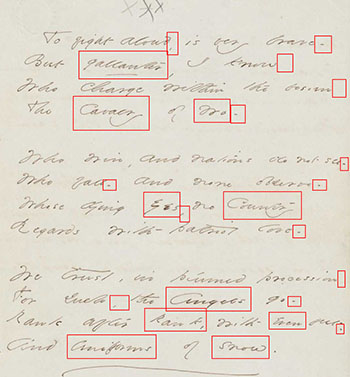 To fight aloud, is very brave -
But gallanter, I know
Who charge within the bosom
The Cavalry of Wo -
Who win, and nations do not see -
Who fall - and none observe -
Whose dying eyes, no Country
Regards with patriot love -
We trust, in plumed procession
For such, the Angels go -
Rank after Rank, with even feet -
And Uniforms of snow.